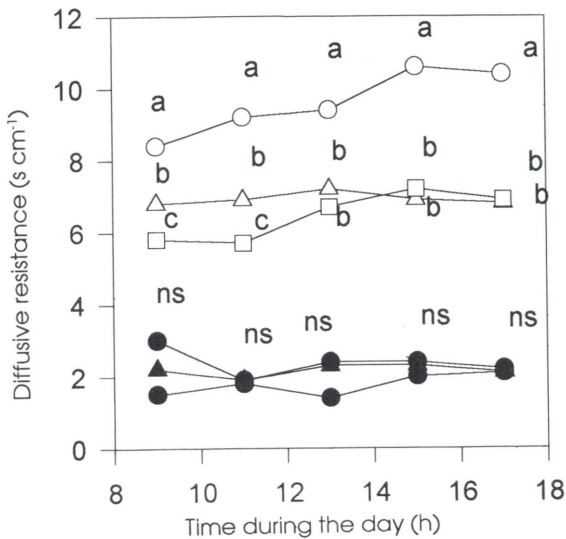 12
a
a
a
a
a
10
8
b
b
b
b
b
b
b
b
c
c
6
4
ns
ns
ns
ns
ns
2
0
8
10
12
14
16
18
Diffusive resistance (s cm⁻¹)
Time during the day (h)